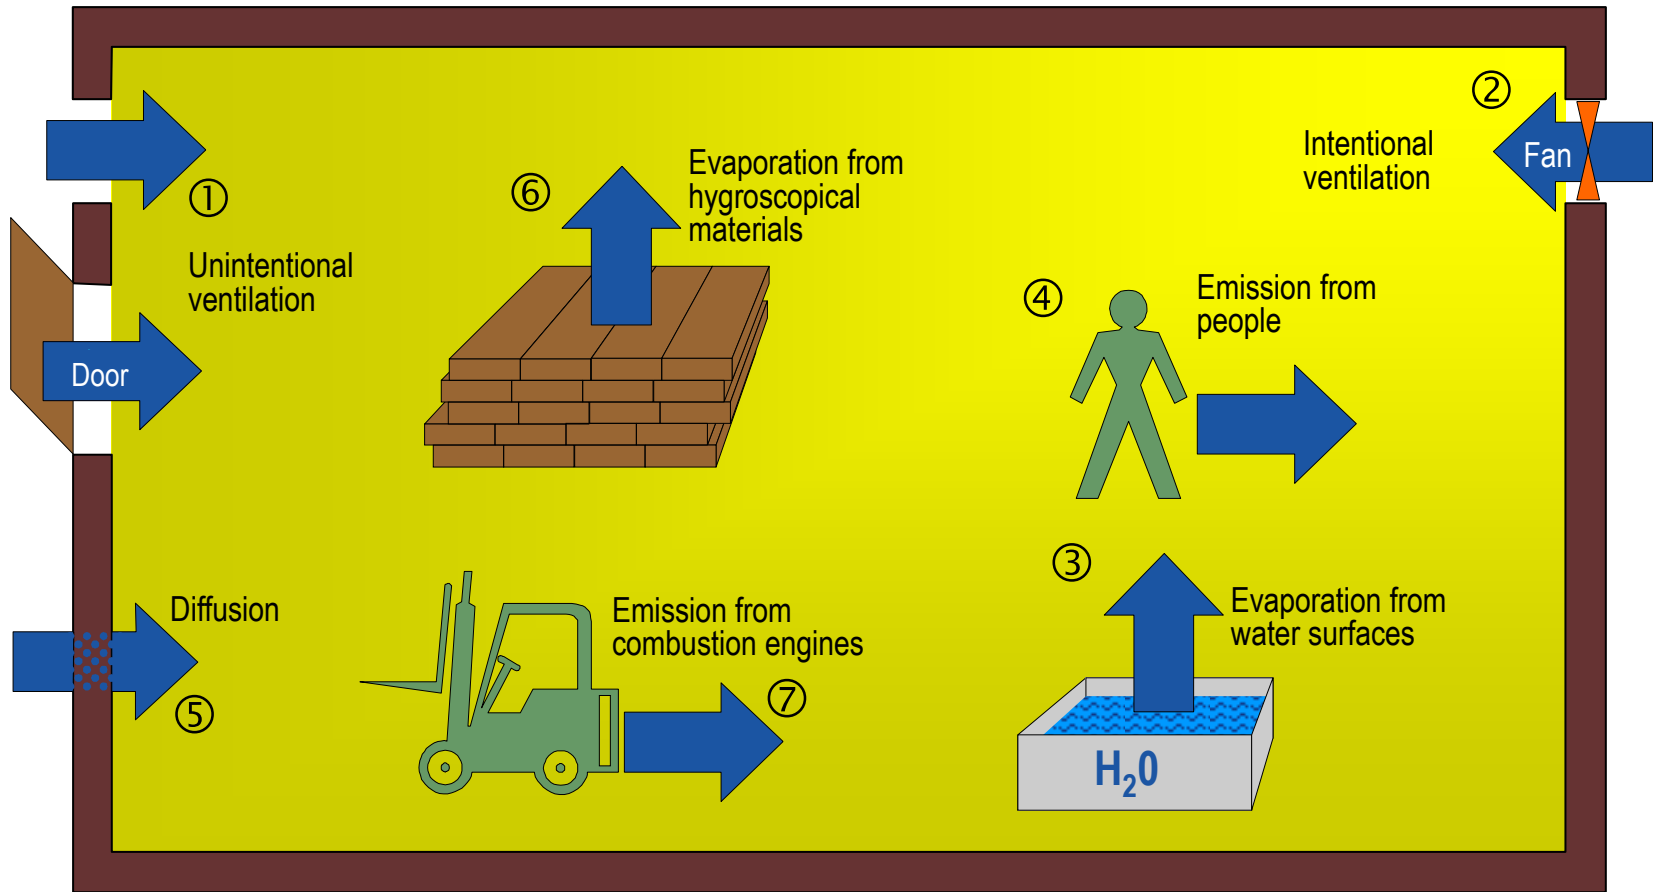 ①
Unintentional
ventilation
Door
Diffusion
⑤
⑥
Evaporation from
hygroscopical
materials
Emission from
combustion engines
⑦
②
Intentional
ventilation
Fan
④
Emission from
people
③
Evaporation from
water surfaces
H₂0